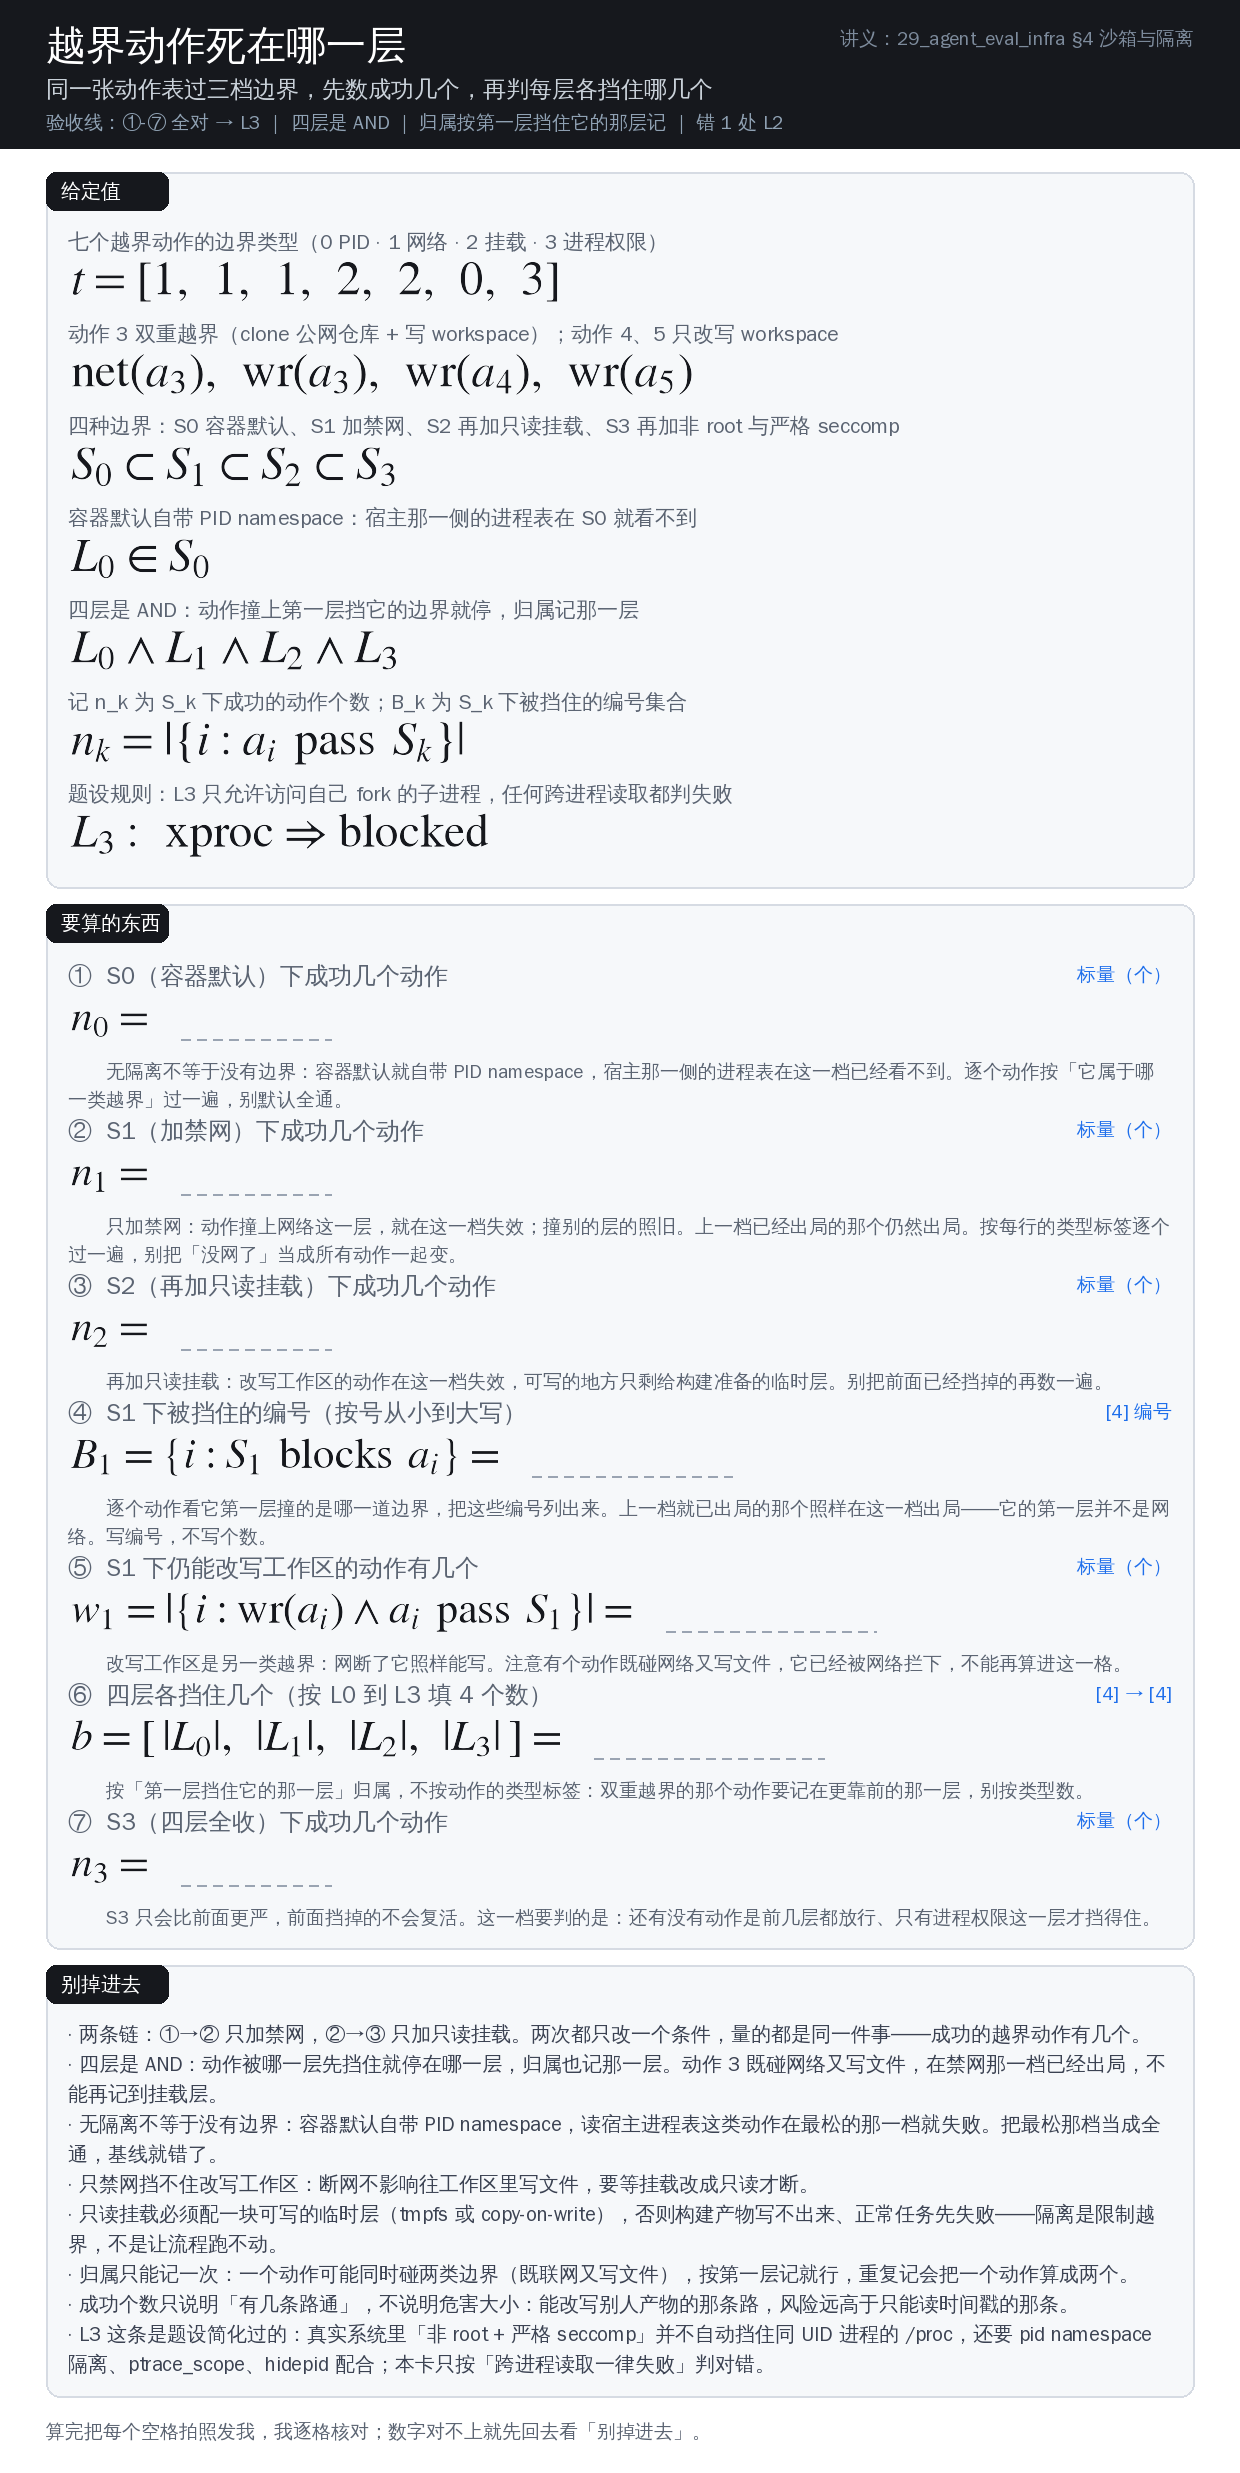 越界动作死在哪一层
讲义：29_agent_eval_infra §4 沙箱与隔离
同一张动作表过三档边界，先数成功几个，再判每层各挡住哪几个
验收线：①-⑦ 全对 → L3 ｜ 四层是 AND ｜ 归属按第一层挡住它的那层记 ｜ 错 1 处 L2
给定值
七个越界动作的边界类型（0 PID · 1 网络 · 2 挂载 · 3 进程权限）
t = [1, 1, 1, 2, 2, 0, 3]
动作 3 双重越界（clone 公网仓库 + 写 workspace）；动作 4、5 只改写 workspace
net(a₃), wr(a₃), wr(a₄), wr(a₅)
四种边界：S0 容器默认、S1 加禁网、S2 再加只读挂载、S3 再加非 root 与严格 seccomp
S₀ ⊂ S₁ ⊂ S₂ ⊂ S₃
容器默认自带 PID namespace：宿主那一侧的进程表在 S0 就看不到
L₀ ∈ S₀
四层是 AND：动作撞上第一层挡它的边界就停，归属记那一层
L₀ ∧ L₁ ∧ L₂ ∧ L₃
记 n_k 为 S_k 下成功的动作个数；B_k 为 S_k 下被挡住的编号集合
nₖ = |{i : aᵢ pass Sₖ}|
题设规则：L3 只允许访问自己 fork 的子进程，任何跨进程读取都判失败
L₃ : xproc ⇒ blocked
要算的东西
① S0（容器默认）下成功几个动作
标量（个）
n₀ =
无隔离不等于没有边界：容器默认就自带 PID namespace，宿主那一侧的进程表在这一档已经看不到。逐个动作按「它属于哪
一类越界」过一遍，别默认全通。
② S1（加禁网）下成功几个动作
标量（个）
n₁ =
只加禁网：动作撞上网络这一层，就在这一档失效；撞别的层的照旧。上一档已经出局的那个仍然出局。按每行的类型标签逐个
过一遍，别把「没网了」当成所有动作一起变。
③ S2（再加只读挂载）下成功几个动作
标量（个）
n₂ =
再加只读挂载：改写工作区的动作在这一档失效，可写的地方只剩给构建准备的临时层。别把前面已经挡掉的再数一遍。
④ S1 下被挡住的编号（按号从小到大写）
[4] 编号
B₁ = {i : S₁ blocks aᵢ} =
逐个动作看它第一层撞的是哪一道边界，把这些编号列出来。上一档就已出局的那个照样在这一档出局——它的第一层并不是网
络。写编号，不写个数。
⑤ S1 下仍能改写工作区的动作有几个
标量（个）
w₁ = |{i : wr(aᵢ) ∧ aᵢ pass S₁}| =
改写工作区是另一类越界：网断了它照样能写。注意有个动作既碰网络又写文件，它已经被网络拦下，不能再算进这一格。
⑥ 四层各挡住几个（按 L0 到 L3 填 4 个数）
[4] → [4]
b = [ |L₀|, |L₁|, |L₂|, |L₃| ] =
按「第一层挡住它的那一层」归属，不按动作的类型标签：双重越界的那个动作要记在更靠前的那一层，别按类型数。
⑦ S3（四层全收）下成功几个动作
标量（个）
n₃ =
S3 只会比前面更严，前面挡掉的不会复活。这一档要判的是：还有没有动作是前几层都放行、只有进程权限这一层才挡得住。
别掉进去
· 两条链：①→② 只加禁网，②→③ 只加只读挂载。两次都只改一个条件，量的都是同一件事——成功的越界动作有几个。
· 四层是 AND：动作被哪一层先挡住就停在哪一层，归属也记那一层。动作 3 既碰网络又写文件，在禁网那一档已经出局，不
能再记到挂载层。
· 无隔离不等于没有边界：容器默认自带 PID namespace，读宿主进程表这类动作在最松的那一档就失败。把最松那档当成全
通，基线就错了。
· 只禁网挡不住改写工作区：断网不影响往工作区里写文件，要等挂载改成只读才断。
· 只读挂载必须配一块可写的临时层（tmpfs 或 copy-on-write），否则构建产物写不出来、正常任务先失败——隔离是限制越
界，不是让流程跑不动。
· 归属只能记一次：一个动作可能同时碰两类边界（既联网又写文件），按第一层记就行，重复记会把一个动作算成两个。
· 成功个数只说明「有几条路通」，不说明危害大小：能改写别人产物的那条路，风险远高于只能读时间戳的那条。
· L3 这条是题设简化过的：真实系统里「非 root + 严格 seccomp」并不自动挡住同 UID 进程的 /proc，还要 pid namespace
隔离、ptrace_scope、hidepid 配合；本卡只按「跨进程读取一律失败」判对错。
算完把每个空格拍照发我，我逐格核对；数字对不上就先回去看「别掉进去」。